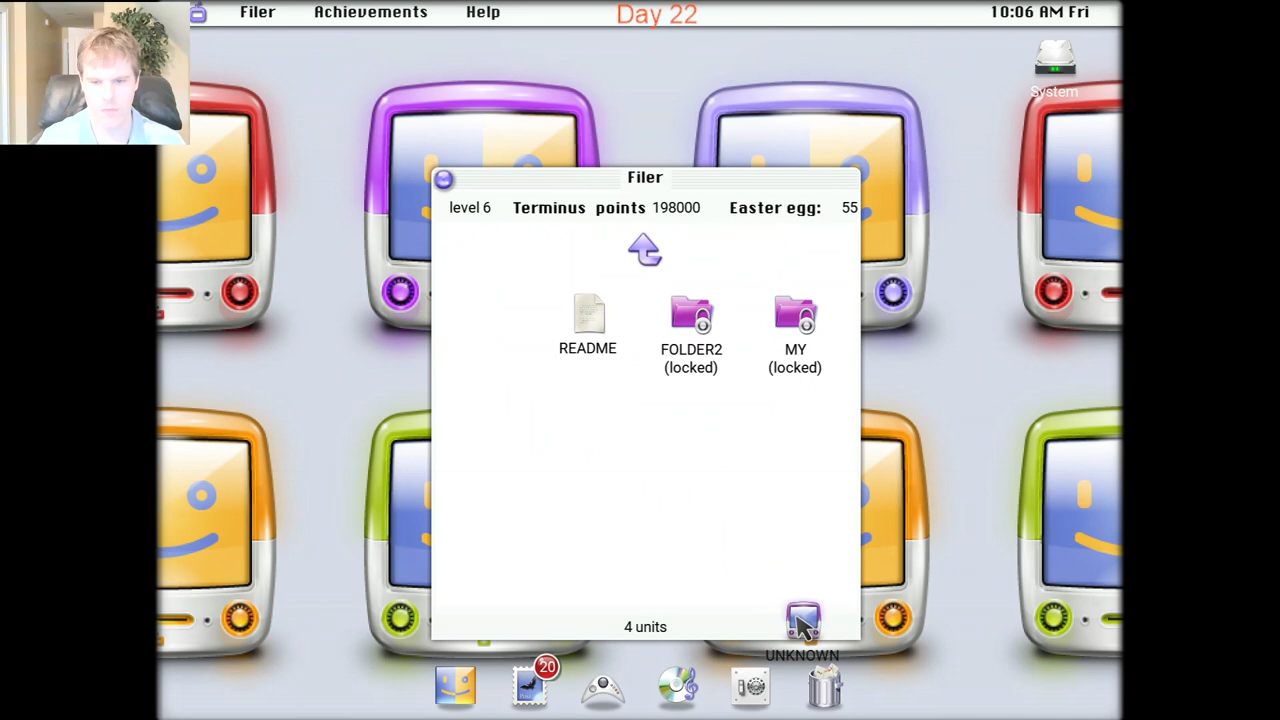 Filer Achievements Help Day 22 10:06 AM Fri
System
Filer
level 6 Terminus points 198000 Easter egg: 55
README FOLDER2 (locked) MY (locked)
4 units
UNKNOWN
20